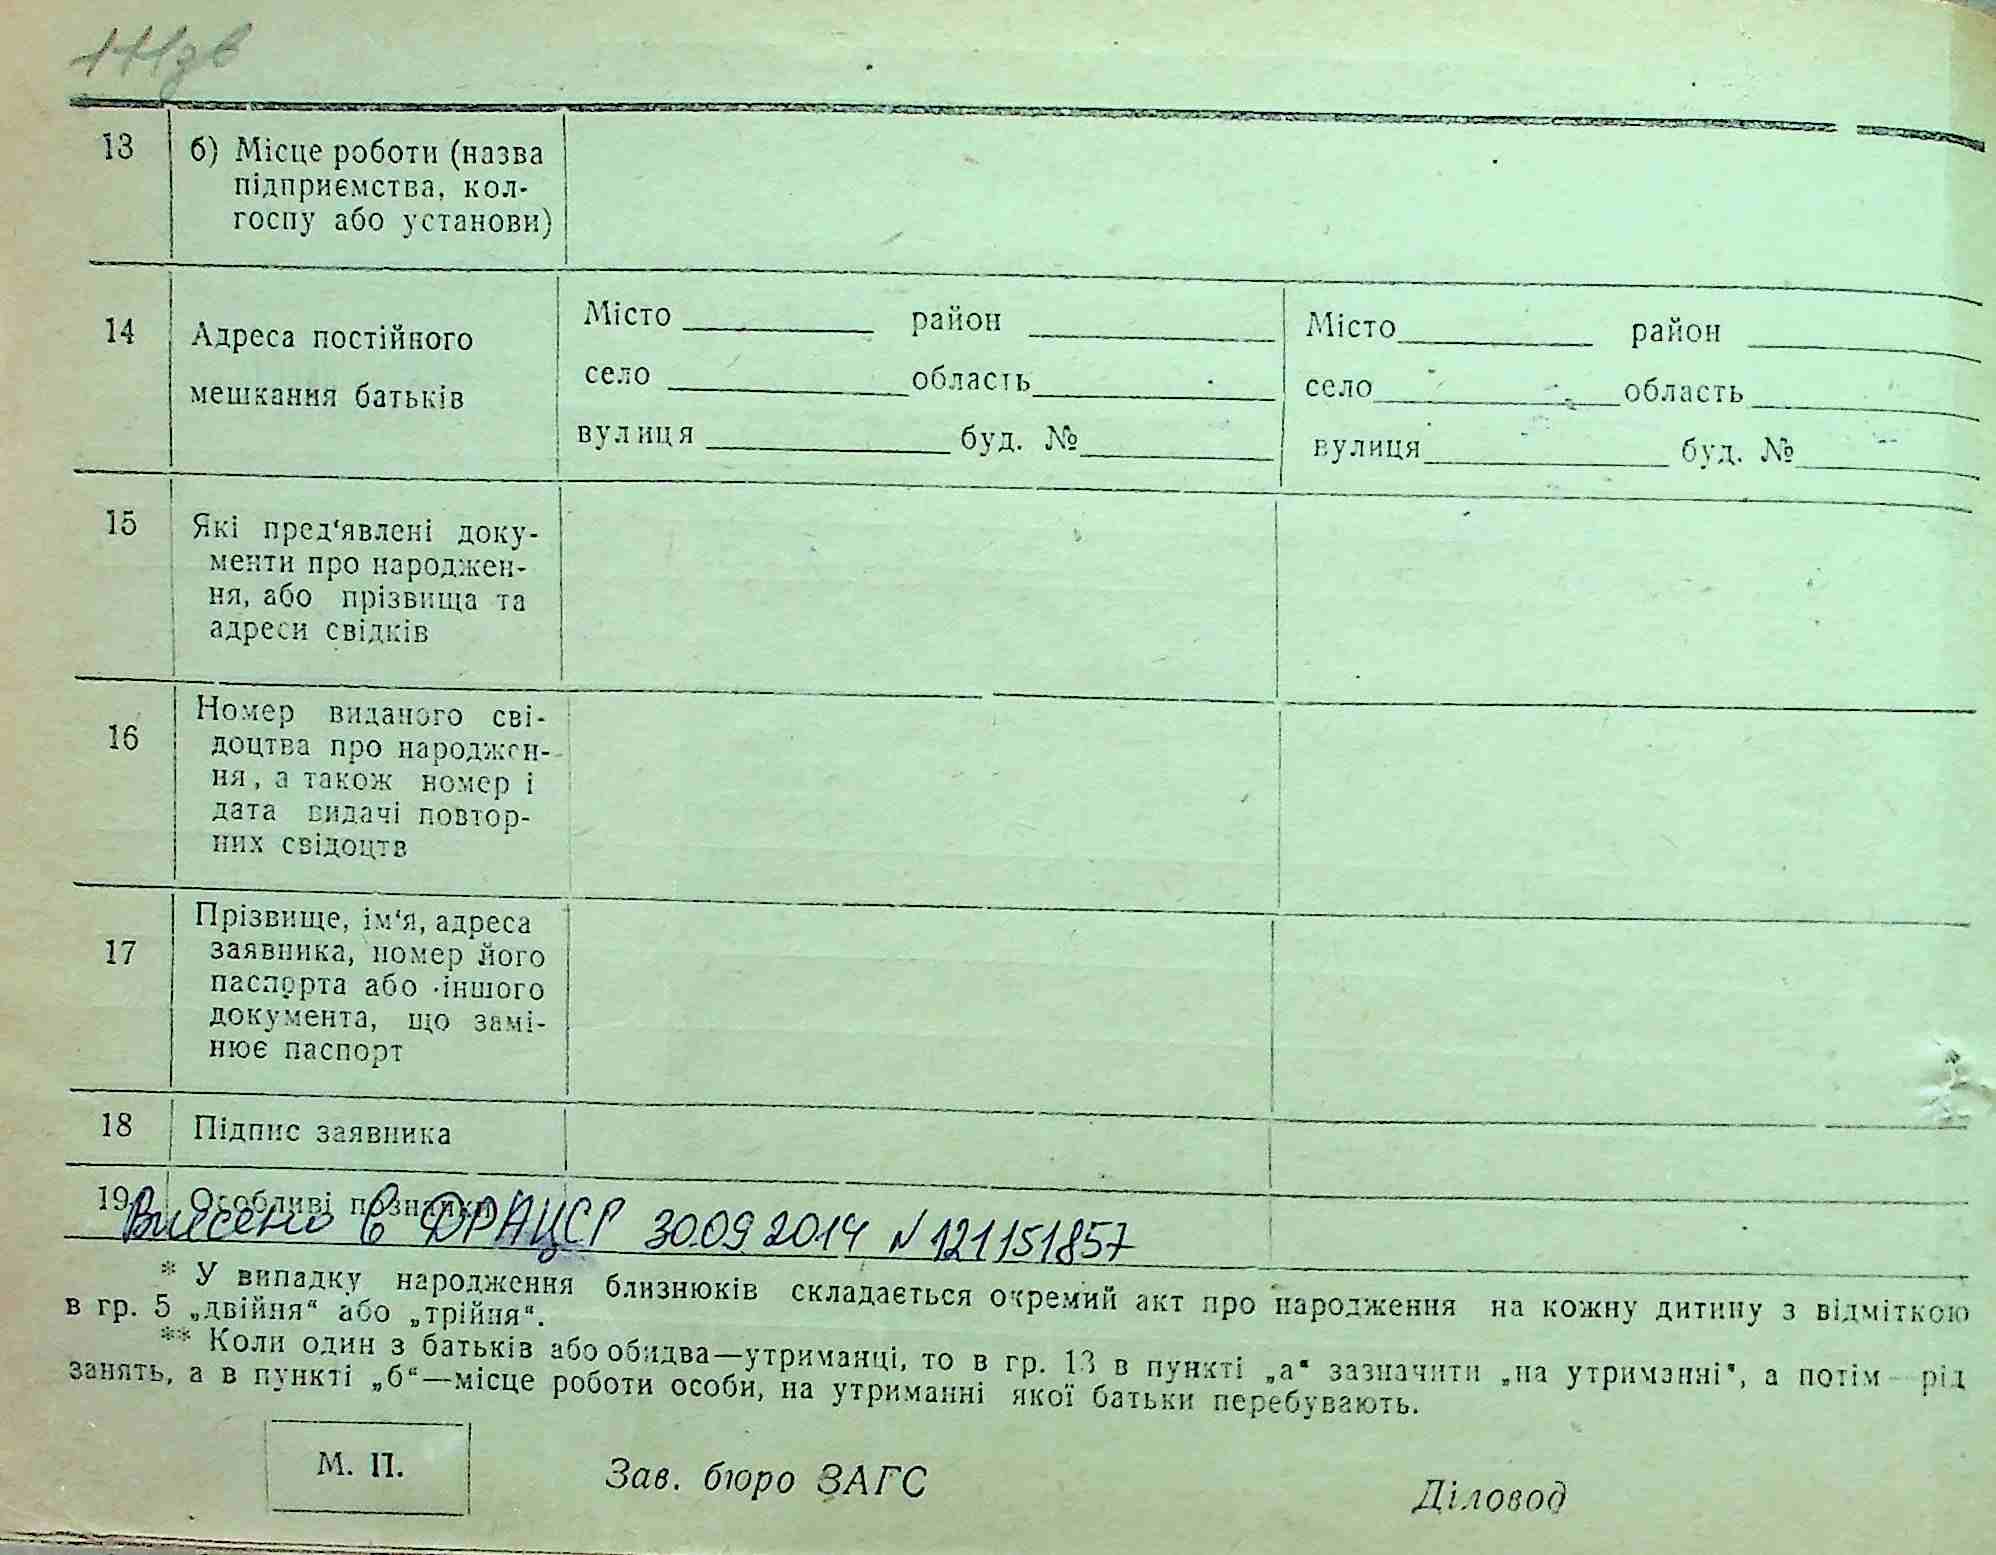 13
б) Місце роботи (назва
підприємства, кол-
госпу або установи)
14
Адреса постійного
мешкання батьків
Місто район
село область
вулиця буд. №
Місто район
село область
вулиця буд. №
15
Які пред‘явлені доку-
менти про народжен-
ня, або прізвища та
адреси свідків
16
Номер виданого сві-
доцтва про народжен-
ня, а також номер і
дата видачі повтор-
них свідоцтв
17
Прізвище, ім‘я, адреса
заявника, номер його
паспорта або іншого
документа, що замі-
нює паспорт
18
Підпис заявника
19
Особливі познаки
Внесено в ДРАЦСГ 30.09.2014 N 121151857
* У випадку народження близнюків складається окремий акт про народження на кожну дитину з відміткою
в гр. 5 „двійня“ або „трійня“.
** Коли один з батьків або обидва—утриманці, то в гр. 13 в пункті „а“ зазначити „на утриманні“, а потім—рід
занять, а в пункті „б“—місце роботи особи, на утриманні якої батьки перебувають.
М. П.
Зав. бюро ЗАГС
Діловод